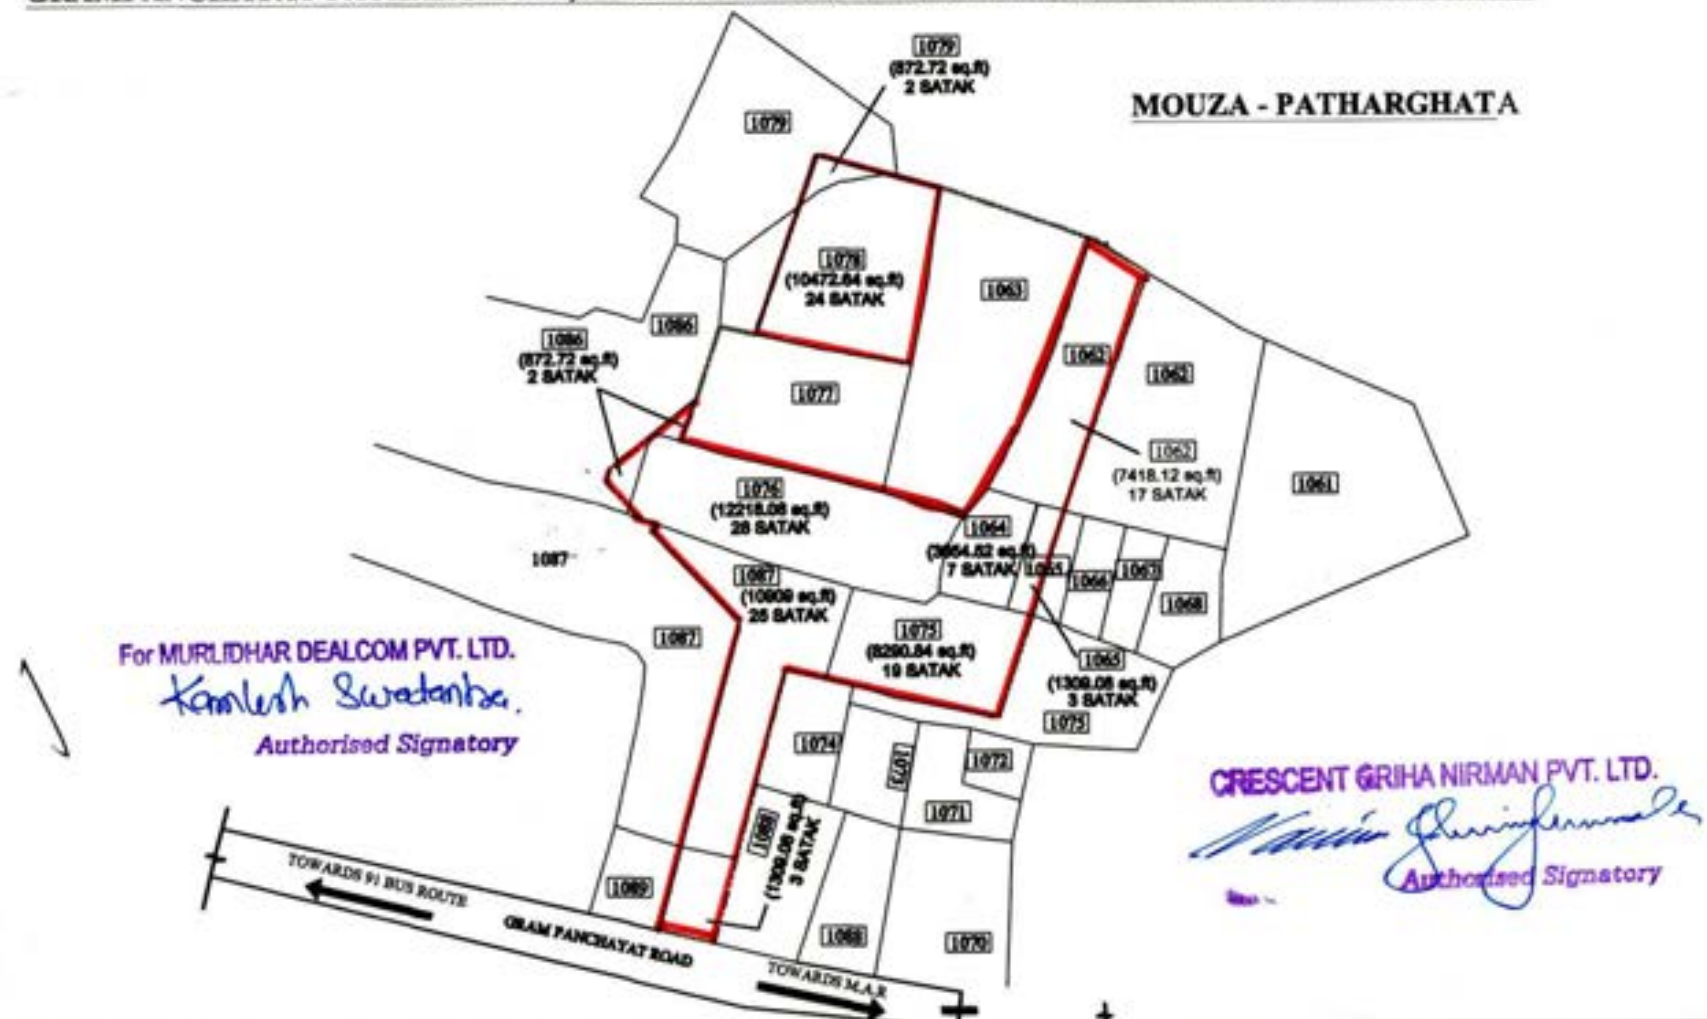 1079
(872.72 sq.ft)
2 SATAK
MOUZA - PATHARGHATA
1079
1078
(10472.64 sq.ft)
24 SATAK
1063
1086
1086
(872.72 sq.ft)
2 SATAK
1062
1062
1077
1062
(7418.12 sq.ft)
17 SATAK
1061
1076
(12218.08 sq.ft)
28 SATAK
1064
7 SATAK
1065
1066
1067
1068
1087
1087
(10909 sq.ft)
25 SATAK
1087
1075
(8290.84 sq.ft)
19 SATAK
1065
(1309.08 sq.ft)
3 SATAK
1075
For MURLIDHAR DEALCOM PVT. LTD.
Authorised Signatory
1074
1073
1072
1071
CRESCENT GRIHA NIRMAN PVT. LTD.
Authorised Signatory
(1309.08 sq.ft)
3 SATAK
1089
1088
1070
TOWARDS 91 BUS ROUTE
GRAM PANCHAYAT ROAD
TOWARDS M.A.R